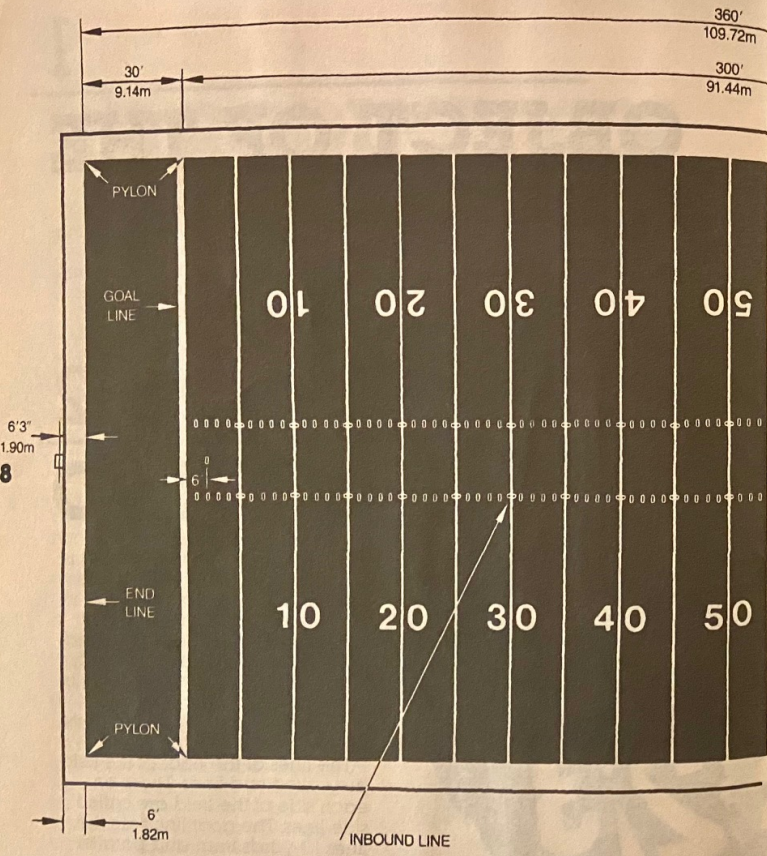 360'
109.72m
30'
9.14m
300'
91.44m
PYLON
GOAL
LINE
10 20 30 40 50
6'3"
1.90m
8
6
END
LINE
10 20 30 40 50
PYLON
6'
1.82m
INBOUND LINE